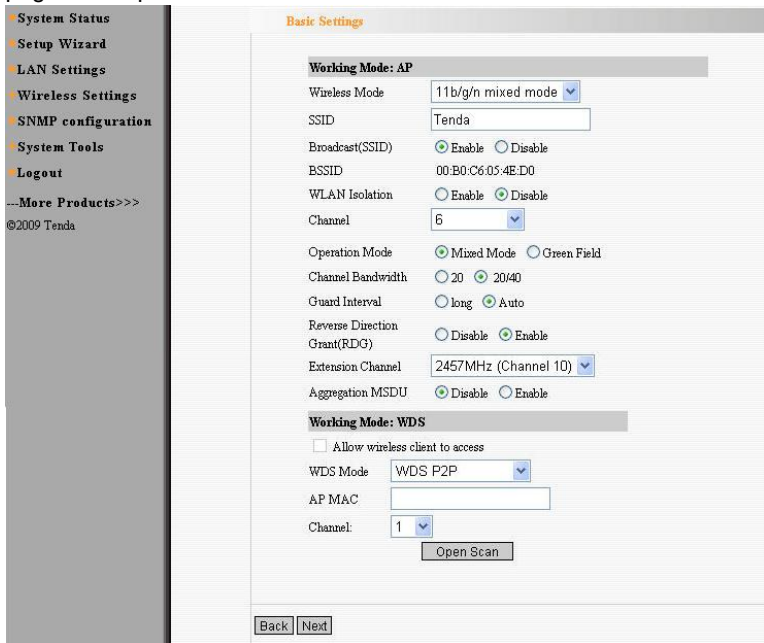 System Status
Setup Wizard
LAN Settings
Wireless Settings
SNMP configuration
System Tools
Logout
---More Products>>>
©2009 Tenda
Basic Settings
Working Mode: AP
Wireless Mode 11b/g/n mixed mode
SSID Tenda
Broadcast(SSID) Enable Disable
BSSID 00:B0:C6:05:4E:D0
WLAN Isolation Enable Disable
Channel 6
Operation Mode Mixed Mode Green Field
Channel Bandwidth 20 20/40
Guard Interval long Auto
Reverse Direction
Grant(RDG) Disable Enable
Extension Channel 2457MHz (Channel 10)
Aggregation MSDU Disable Enable
Working Mode: WDS
Allow wireless client to access
WDS Mode WDS P2P
AP MAC
Channel: 1
Open Scan
Back Next